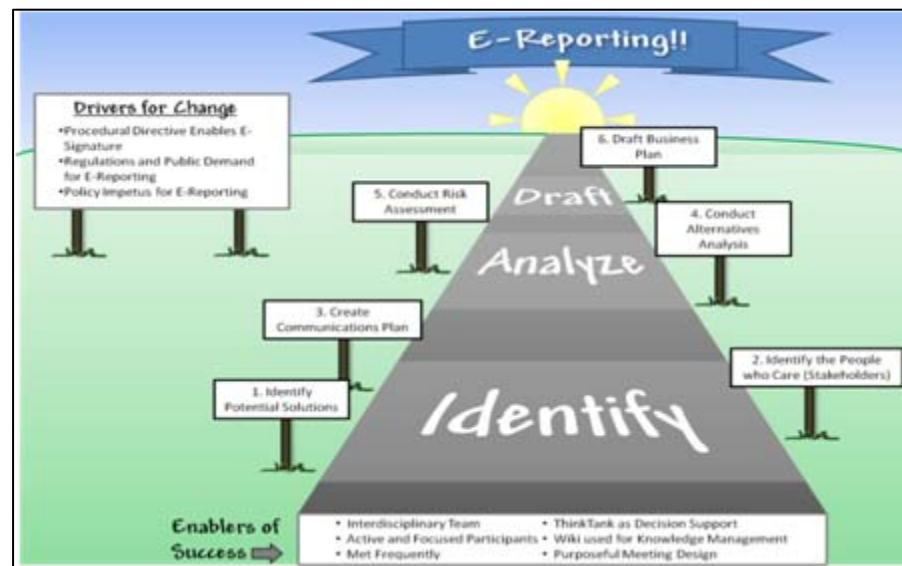 E-Reporting!!
Drivers for Change
•Procedural Directive Enables E-
Signature
•Regulations and Public Demand
for E-Reporting
•Policy Impetus for E-Reporting
6. Draft Business
Plan
5. Conduct Risk
Assessment
Draft
4. Conduct
Alternatives
Analysis
Analyze
3. Create
Communications Plan
2. Identify the People
who Care (Stakeholders)
1. Identify
Potential Solutions
Identify
Enablers of
Success
• Interdisciplinary Team
• Active and Focused Participants
• Met Frequently
• ThinkTank as Decision Support
• Wiki used for Knowledge Management
• Purposeful Meeting Design